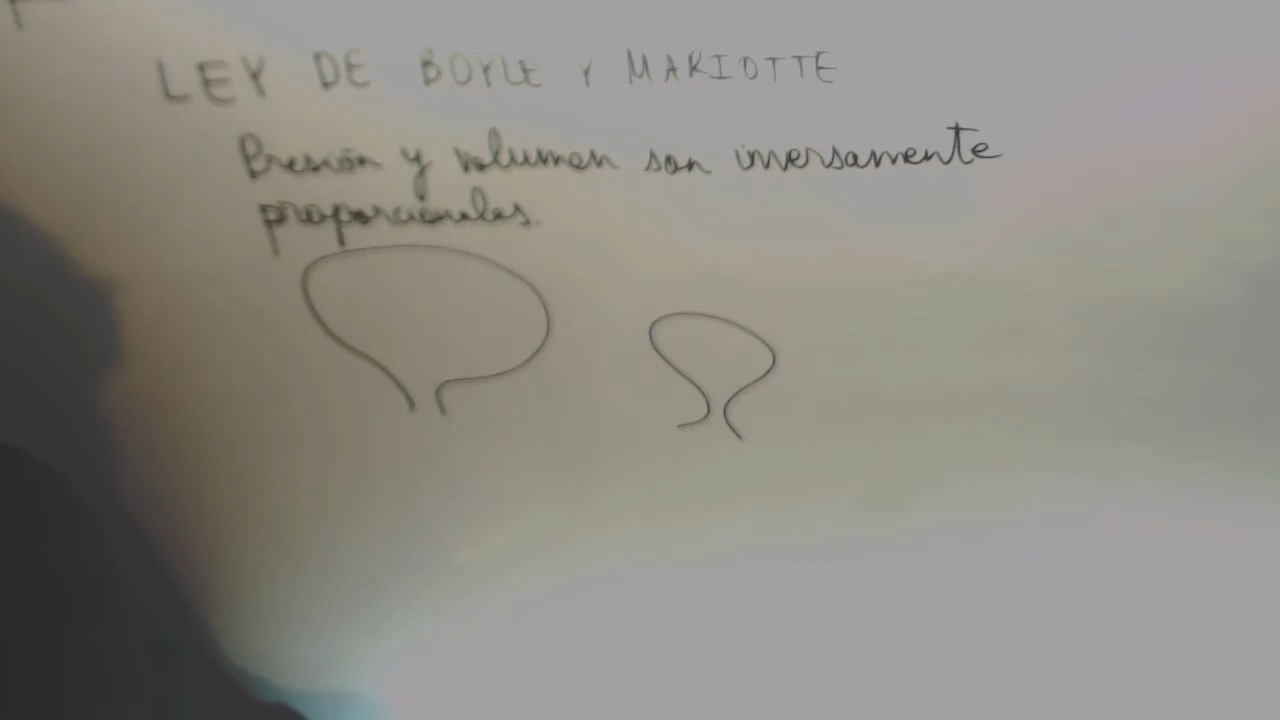 LEY DE BOYLE Y MARIOTTE
Presión y volumen son inversamente
proporcionales.